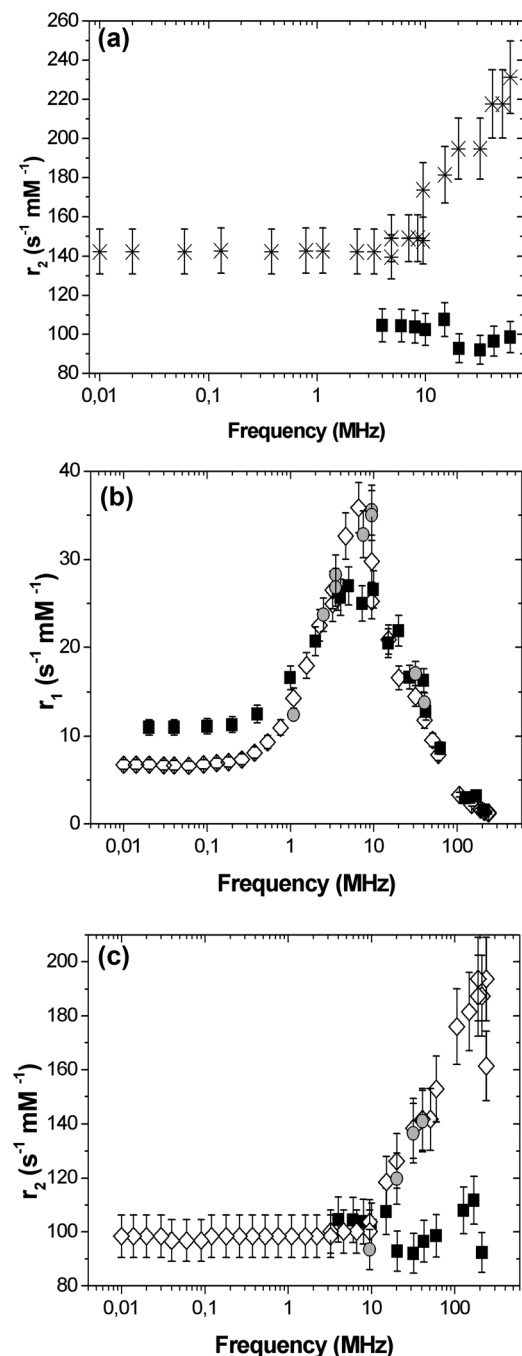 (a)
r₂ (s⁻¹ mM⁻¹)
260
240
220
200
180
160
140
120
100
80
0,01 0,1 1 10
Frequency (MHz)
(b)
r₁ (s⁻¹ mM⁻¹)
40
30
20
10
0
0,01 0,1 1 10 100
Frequency (MHz)
(c)
r₂ (s⁻¹ mM⁻¹)
200
180
160
140
120
100
80
0,01 0,1 1 10 100
Frequency (MHz)